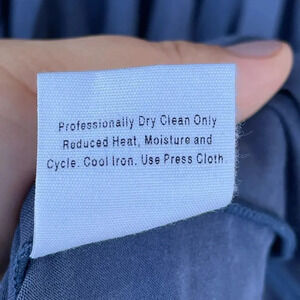 Professionally Dry Clean Only
Reduced Heat, Moisture and
Cycle. Cool Iron. Use Press Cloth.